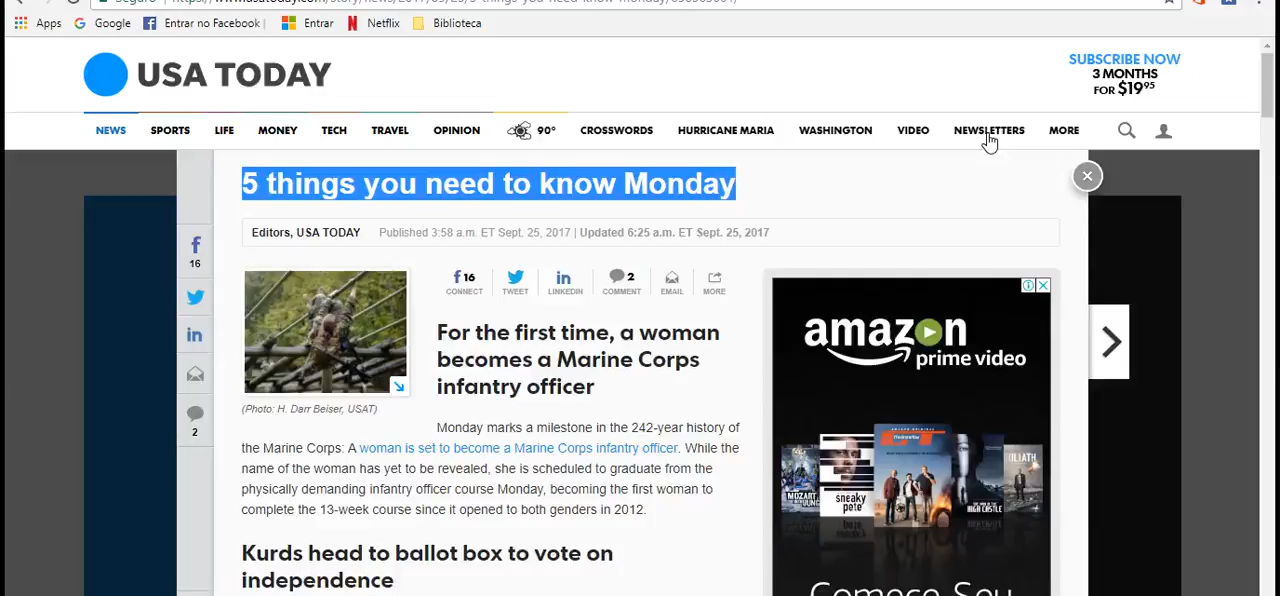 Apps Google Entrar no Facebook Entrar Netflix Biblioteca
USA TODAY
SUBSCRIBE NOW
3 MONTHS
FOR $19.95
NEWS SPORTS LIFE MONEY TECH TRAVEL OPINION 90° CROSSWORDS HURRICANE MARIA WASHINGTON VIDEO NEWSLETTERS MORE
5 things you need to know Monday
Editors, USA TODAY Published 3:58 a.m. ET Sept. 25, 2017 | Updated 6:25 a.m. ET Sept. 25, 2017
16
2
16 CONNECT
TWEET
LINKEDIN
2 COMMENT
EMAIL
MORE
(Photo: H. Darr Beiser, USAT)
For the first time, a woman
becomes a Marine Corps
infantry officer
Monday marks a milestone in the 242-year history of
the Marine Corps: A woman is set to become a Marine Corps infantry officer. While the
name of the woman has yet to be revealed, she is scheduled to graduate from the
physically demanding infantry officer course Monday, becoming the first woman to
complete the 13-week course since it opened to both genders in 2012.
Kurds head to ballot box to vote on
independence
amazon
prime video
MOZART
sneaky
pete
HIGH CASTLE
GOLIATH
Comece Seu